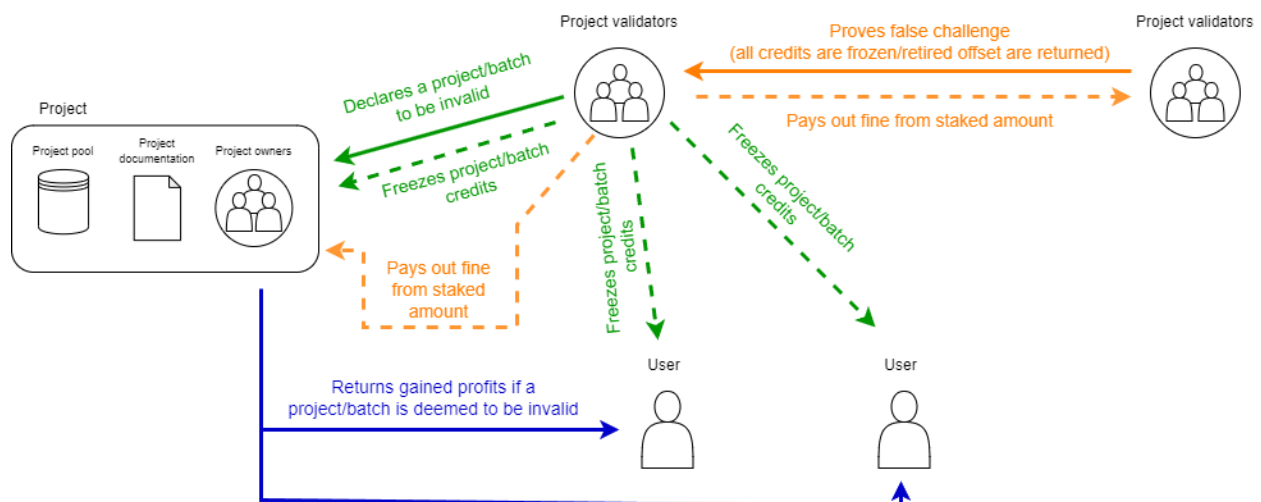 Project validators
Project validators
Proves false challenge
(all credits are frozen/retired offset are returned)
Pays out fine from staked amount
Declares a project/batch
to be invalid
Freezes project/batch
credits
Project
Project pool
Project
documentation
Project owners
Pays out fine
from staked
amount
Freezes project/batch
credits
Freezes project/batch
credits
User
User
Returns gained profits if a
project/batch is deemed to be invalid